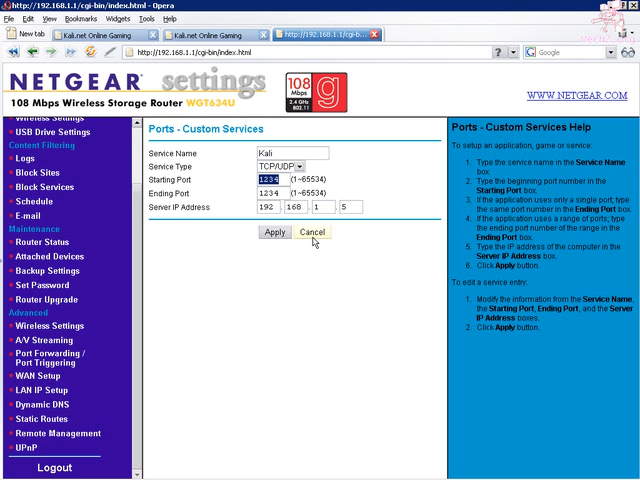 http://192.168.1.1/cgi-bin/index.html - Opera
File Edit View Bookmarks Widgets Tools Help
New tab Kali.net Online Gaming Kali.net Online Gaming http://192.168.1.1/cgi-b...
http://192.168.1.1/cgi-bin/index.html ? Google
NETGEAR settings
108 Mbps Wireless Storage Router WGT634U
108 Mbps 2.4 GHz 802.11 g
WWW.NETGEAR.COM
Wireless Settings
USB Drive Settings
Content Filtering
Logs
Block Sites
Block Services
Schedule
E-mail
Maintenance
Router Status
Attached Devices
Backup Settings
Set Password
Router Upgrade
Advanced
Wireless Settings
A/V Streaming
Port Forwarding /
Port Triggering
WAN Setup
LAN IP Setup
Dynamic DNS
Static Routes
Remote Management
UPnP
Logout
Ports - Custom Services
Service Name Kali
Service Type TCP/UDP
Starting Port 1234 (1~65534)
Ending Port 1234 (1~65534)
Server IP Address 192 . 168 . 1 . 5
Apply Cancel
Ports - Custom Services Help
To setup an application, game or service:
1. Type the service name in the Service Name
box.
2. Type the beginning port number in the
Starting Port box.
3. If the application uses only a single port; type
the same port number in the Ending Port box.
4. If the application uses a range of ports; type
the ending port number of the range in the
Ending Port box.
5. Type the IP address of the computer in the
Server IP Address box.
6. Click Apply button.
To edit a service entry:
1. Modify the information from the Service Name,
the Starting Port, Ending Port, and the Server
IP Address boxes.
2. Click Apply button.